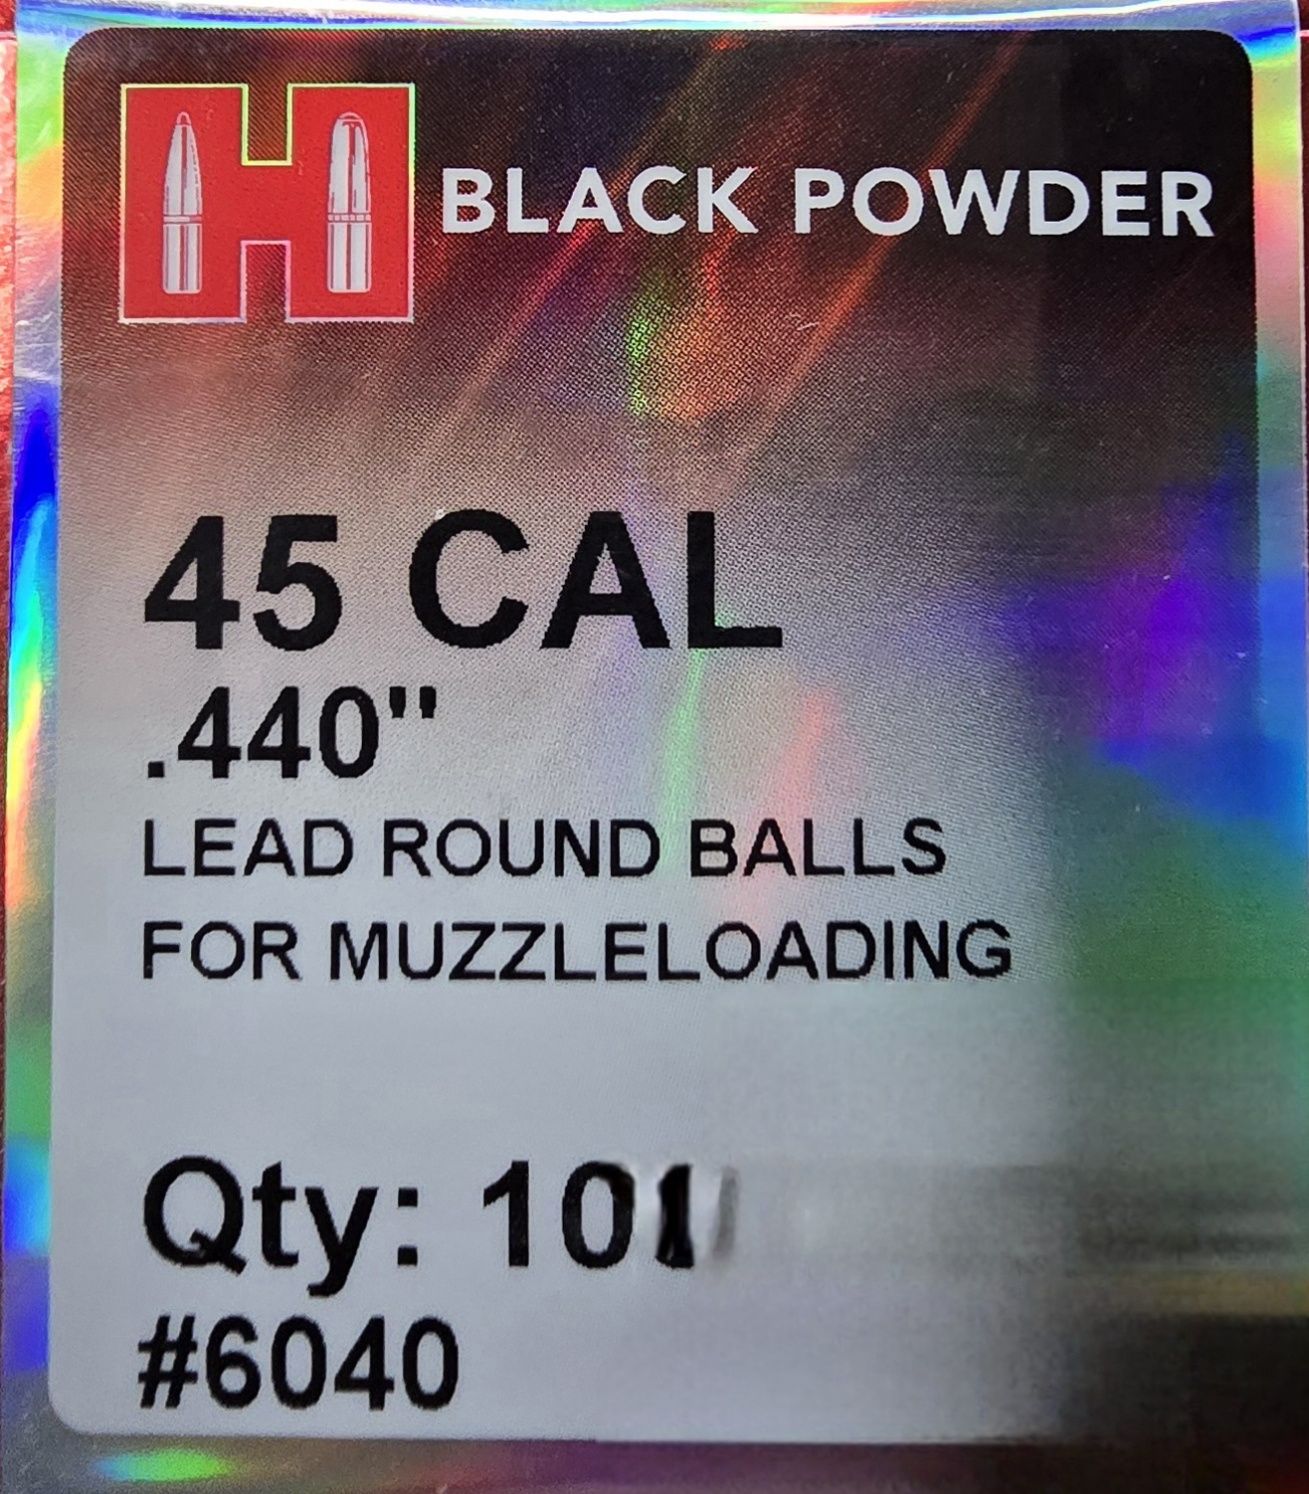 H BLACK POWDER
45 CAL
.440"
LEAD ROUND BALLS
FOR MUZZLELOADING
Qty:
#6040